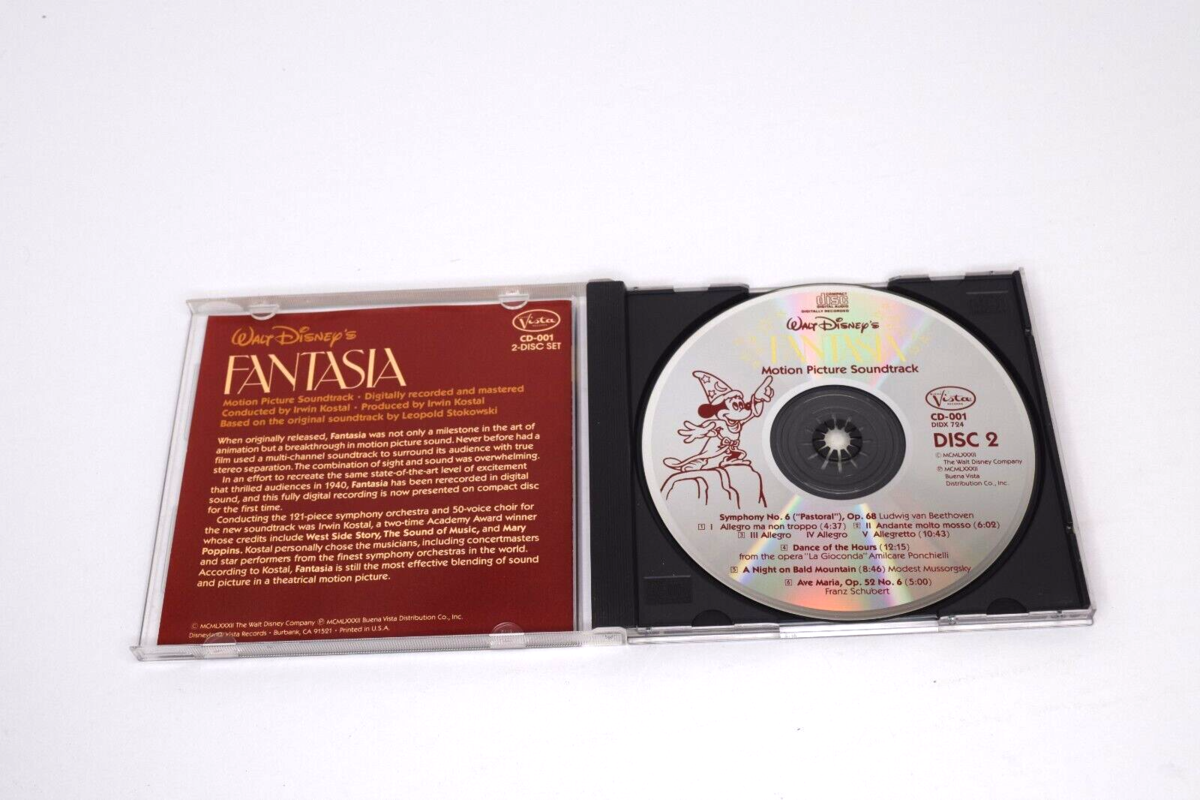 WALT DISNEY'S
FANTASIA
Vista
CD-001
2-DISC SET
Motion Picture Soundtrack • Digitally recorded and mastered
Conducted by Irwin Kostal • Produced by Irwin Kostal
Based on the original soundtrack by Leopold Stokowski
When originally released, Fantasia was not only a milestone in the art of
animation but a breakthrough in motion picture sound. Never before had a
film used a multi-channel soundtrack to surround its audience with true
stereo separation. The combination of sight and sound was overwhelming.
In an effort to recreate the same state-of-the-art level of excitement
that thrilled audiences in 1940, Fantasia has been rerecorded in digital
sound, and this fully digital recording is now presented on compact disc
for the first time.
Conducting the 121-piece symphony orchestra and 50-voice choir for
the new soundtrack was Irwin Kostal, a two-time Academy Award winner
whose credits include West Side Story, The Sound of Music, and Mary
Poppins. Kostal personally chose the musicians, including concertmasters
and star performers from the finest symphony orchestras in the world.
According to Kostal, Fantasia is still the most effective blending of sound
and picture in a theatrical motion picture.
© MCMLXXXII The Walt Disney Company ℗ MCMLXXXII Buena Vista Distribution Co., Inc.
Disneyland/Vista Records • Burbank, CA 91521 • Printed in U.S.A.
COMPACT
disc
DIGITAL AUDIO
DIGITALLY RECORDED
WALT DISNEY'S
FANTASIA
Motion Picture Soundtrack
Vista
RECORDS
CD-001
DIDX 724
DISC 2
© MCMLXXXII
The Walt Disney Company
℗ MCMLXXXII
Buena Vista
Distribution Co., Inc.
Symphony No. 6 ("Pastoral"), Op. 68 Ludwig van Beethoven
1 I Allegro ma non troppo (4:37) 2 II Andante molto mosso (6:02)
3 III Allegro IV Allegro V Allegretto (10:43)
4 Dance of the Hours (12:15)
from the opera "La Gioconda" Amilcare Ponchielli
5 A Night on Bald Mountain (8:46) Modest Mussorgsky
6 Ave Maria, Op. 52 No. 6 (5:00)
Franz Schubert